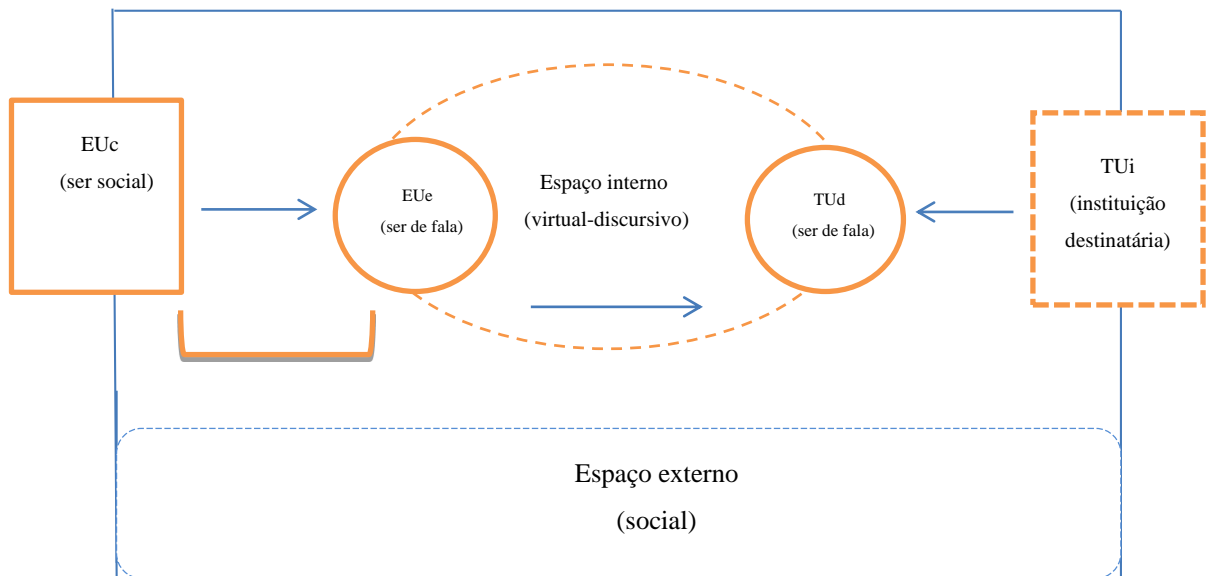 EUc
(ser social)
EUe
(ser de fala)
Espaço interno
(virtual-discursivo)
TUd
(ser de fala)
TUi
(instituição
destinatária)
Espaço externo
(social)